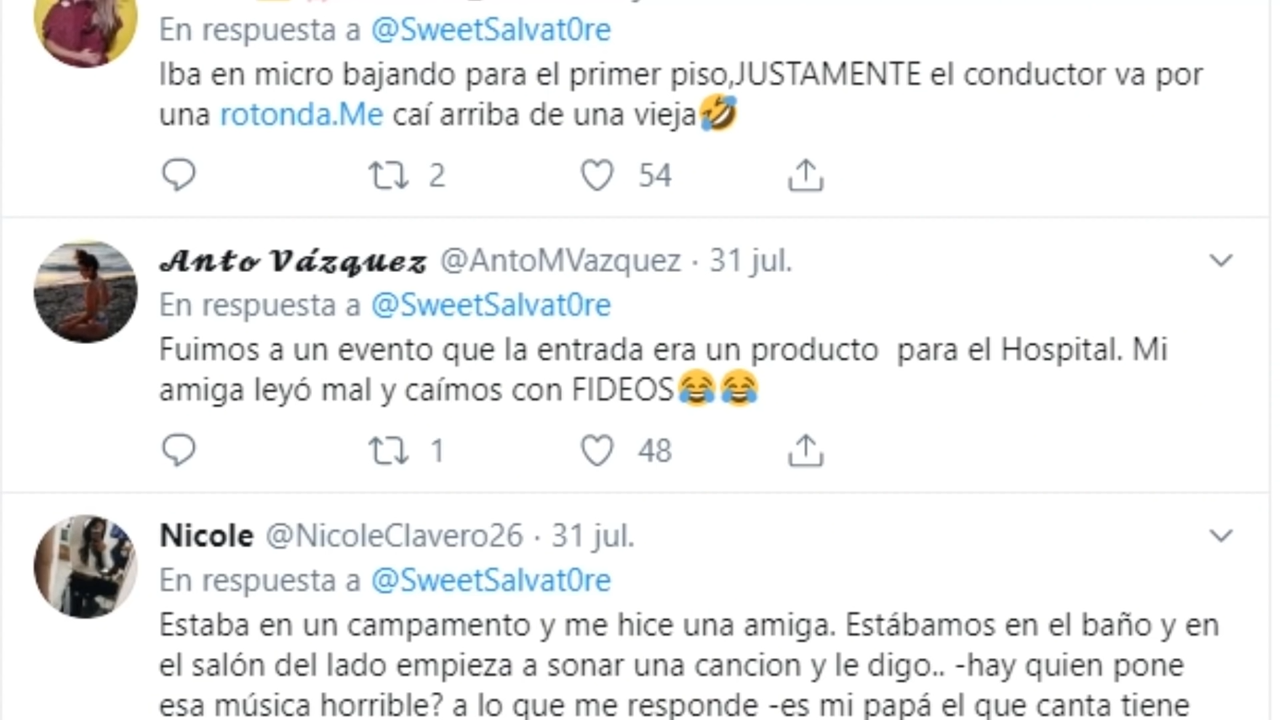 En respuesta a @SweetSalvat0re
Iba en micro bajando para el primer piso,JUSTAMENTE el conductor va por
una rotonda.Me caí arriba de una vieja🤣
2 54
Anto Vázquez @AntoMVazquez · 31 jul.
En respuesta a @SweetSalvat0re
Fuimos a un evento que la entrada era un producto  para el Hospital. Mi
amiga leyó mal y caímos con FIDEOS😂😂
1 48
Nicole @NicoleClavero26 · 31 jul.
En respuesta a @SweetSalvat0re
Estaba en un campamento y me hice una amiga. Estábamos en el baño y en
el salón del lado empieza a sonar una cancion y le digo.. -hay quien pone
esa música horrible? a lo que me responde -es mi papá el que canta tiene